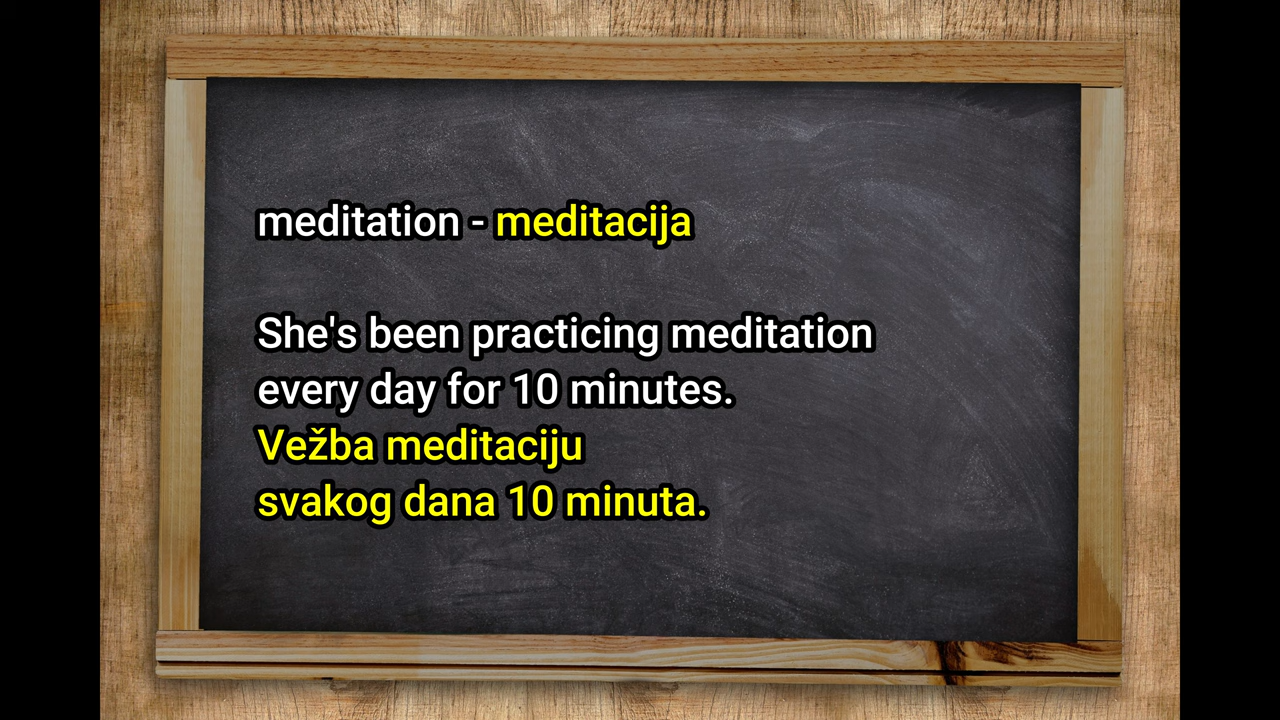 meditation - meditacija
She's been practicing meditation
every day for 10 minutes.
Vežba meditaciju
svakog dana 10 minuta.